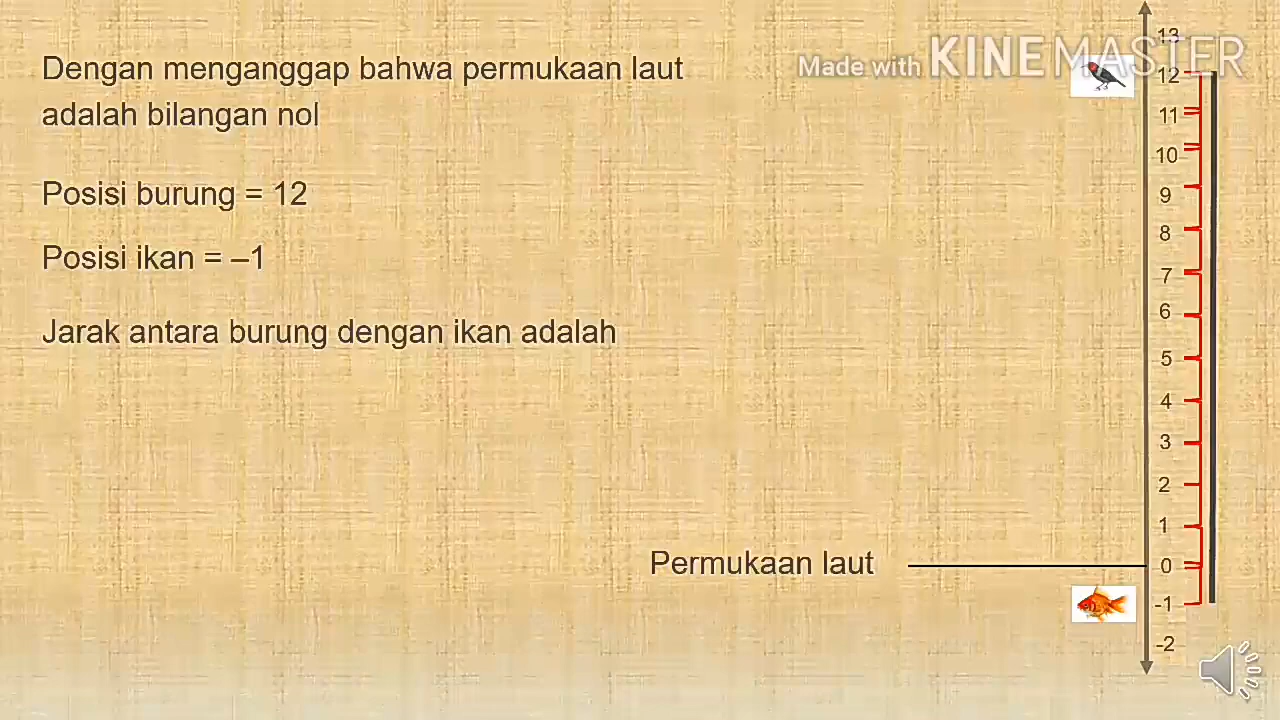 Dengan menganggap bahwa permukaan laut
adalah bilangan nol
Posisi burung = 12
Posisi ikan = –1
Jarak antara burung dengan ikan adalah
Made with KINEMASTER
13
12
11
10
9
8
7
6
5
4
3
2
1
Permukaan laut
0
-1
-2